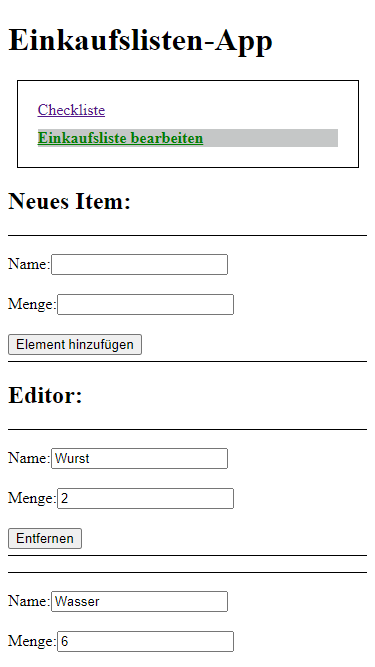 Einkaufslisten-App
Checkliste
Einkaufsliste bearbeiten
Neues Item:
Name:
Menge:
Element hinzufügen
Editor:
Name: Wurst
Menge: 2
Entfernen
Name: Wasser
Menge: 6